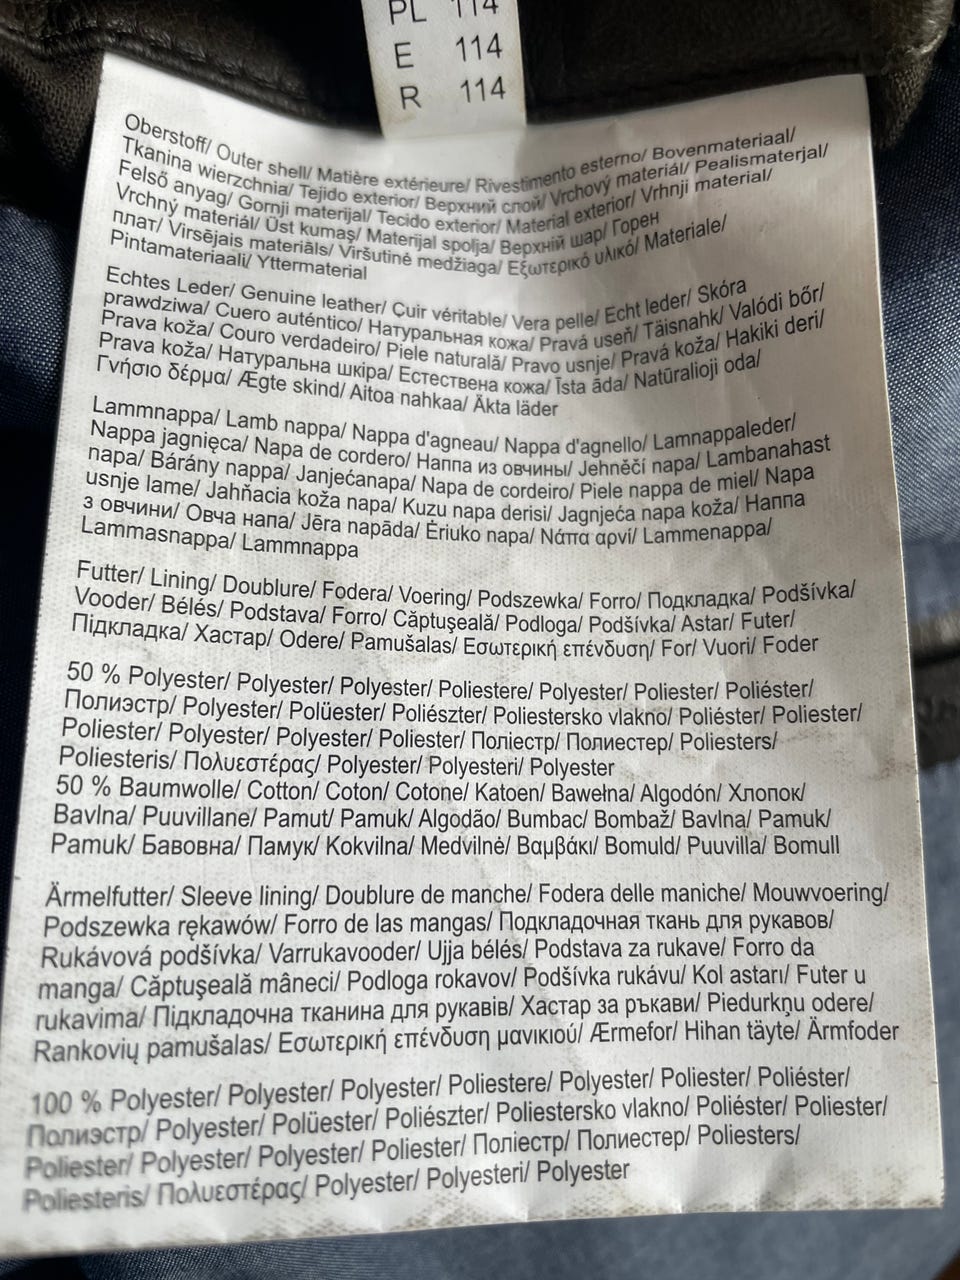 PL 114
E 114
R 114
Oberstoff/ Outer shell/ Matière extérieure/ Rivestimento esterno/ Bovenmateriaal/
Tkanina wierzchnia/ Tejido exterior/ Верхний слой/ Vrchový materiál/ Pealismaterjal/
Felső anyag/ Gornji materijal/ Tecido exterior/ Material exterior/ Vrhnji material/
Vrchný materiál/ Üst kumaş/ Materijal spolja/ Верхній шар/ Горен
плат/ Virsējais materiāls/ Viršutinė medžiaga/ Εξωτερικό υλικό/ Materiale/
Pintamateriaali/ Yttermaterial
Echtes Leder/ Genuine leather/ Cuir véritable/ Vera pelle/ Echt leder/ Skóra
prawdziwa/ Cuero auténtico/ Натуральная кожа/ Pravá useň/ Täisnahk/ Valódi bőr/
Prava koža/ Couro verdadeiro/ Piele naturală/ Pravo usnje/ Pravá koža/ Hakiki deri/
Prava koža/ Натуральна шкіра/ Естествена кожа/ Īsta āda/ Natūralioji oda/
Γνήσιο δέρμα/ Ægte skind/ Aitoa nahkaa/ Äkta läder
Lammnappa/ Lamb nappa/ Nappa d'agneau/ Nappa d'agnello/ Lamnappaleder/
Nappa jagnięca/ Napa de cordero/ Наппа из овчины/ Jehněčí napa/ Lambanahast
napa/ Bárány nappa/ Janjećanapa/ Napa de cordeiro/ Piele nappa de miel/ Napa
usnje lame/ Jahňacia koža napa/ Kuzu napa derisi/ Jagnjeća napa koža/ Наппа
з овчини/ Овча напа/ Jēra napāda/ Ėriuko napa/ Νάπα αρνί/ Lammenappa/
Lammasnappa/ Lammnappa
Futter/ Lining/ Doublure/ Fodera/ Voering/ Podszewka/ Forro/ Подкладка/ Podšívka/
Vooder/ Bélés/ Podstava/ Forro/ Căptuşeală/ Podloga/ Podšívka/ Astar/ Futer/
Підкладка/ Хастар/ Odere/ Pamušalas/ Εσωτερική επένδυση/ For/ Vuori/ Foder
50 % Polyester/ Polyester/ Polyester/ Poliestere/ Polyester/ Poliester/ Poliéster/
Полиэстр/ Polyester/ Polüester/ Poliészter/ Poliestersko vlakno/ Poliéster/ Poliester/
Poliester/ Polyester/ Polyester/ Poliester/ Поліестр/ Полиестер/ Poliesters/
Poliesteris/ Πολυεστέρας/ Polyester/ Polyesteri/ Polyester
50 % Baumwolle/ Cotton/ Coton/ Cotone/ Katoen/ Bawełna/ Algodón/ Хлопок/
Bavlna/ Puuvillane/ Pamut/ Pamuk/ Algodão/ Bumbac/ Bombaž/ Bavlna/ Pamuk/
Pamuk/ Бавовна/ Памук/ Kokvilna/ Medvilnė/ Βαμβάκι/ Bomuld/ Puuvilla/ Bomull
Ärmelfutter/ Sleeve lining/ Doublure de manche/ Fodera delle maniche/ Mouwvoering/
Podszewka rękawów/ Forro de las mangas/ Подкладочная ткань для рукавов/
Rukávová podšívka/ Varrukavooder/ Ujja bélés/ Podstava za rukave/ Forro da
manga/ Căptuşeală mâneci/ Podloga rokavov/ Podšívka rukávu/ Kol astarı/ Futer u
rukavima/ Підкладочна тканина для рукавів/ Хастар за ръкави/ Piedurkņu odere/
Rankovių pamušalas/ Εσωτερική επένδυση μανικιού/ Ærmefor/ Hihan täyte/ Ärmfoder
100 % Polyester/ Polyester/ Polyester/ Poliestere/ Polyester/ Poliester/ Poliéster/
Полиэстр/ Polyester/ Polüester/ Poliészter/ Poliestersko vlakno/ Poliéster/ Poliester/
Poliester/ Polyester/ Polyester/ Poliester/ Поліестр/ Полиестер/ Poliesters/
Poliesteris/ Πολυεστέρας/ Polyester/ Polyesteri/ Polyester